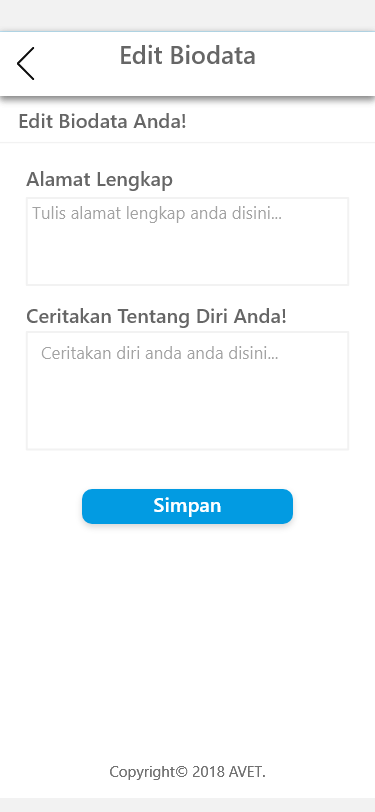 Edit Biodata
Edit Biodata Anda!
Alamat Lengkap
Tulis alamat lengkap anda disini...
Ceritakan Tentang Diri Anda!
Ceritakan diri anda anda disini...
Simpan
Copyright© 2018 AVET.